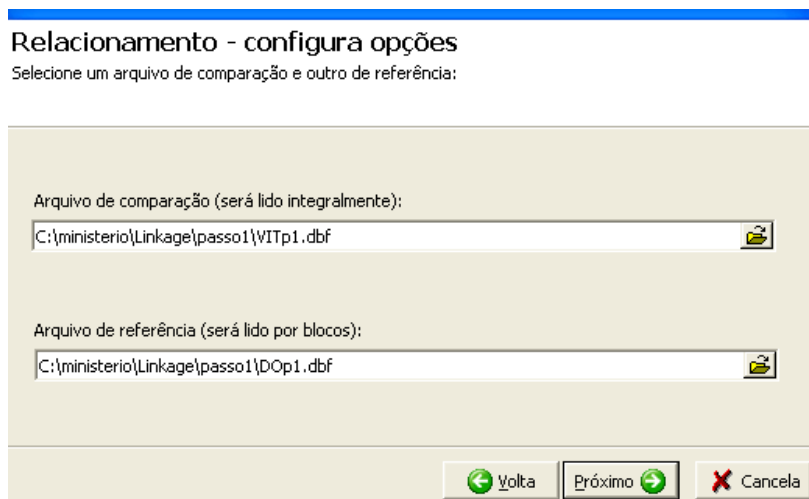 Relacionamento - configura opções
Selecione um arquivo de comparação e outro de referência:
Arquivo de comparação (será lido integralmente):
C:\ministerio\Linkage\passo1\VITp1.dbf
Arquivo de referência (será lido por blocos):
C:\ministerio\Linkage\passo1\DOp1.dbf
Volta Próximo Cancela